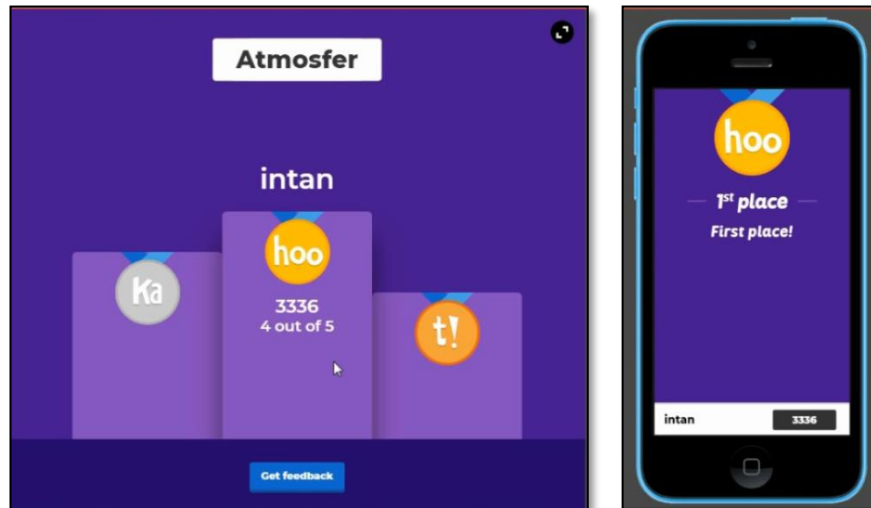 Atmosfer
intan
Ka
hoo
3336
4 out of 5
t!
Get feedback
hoo
1st place
First place!
intan
3336